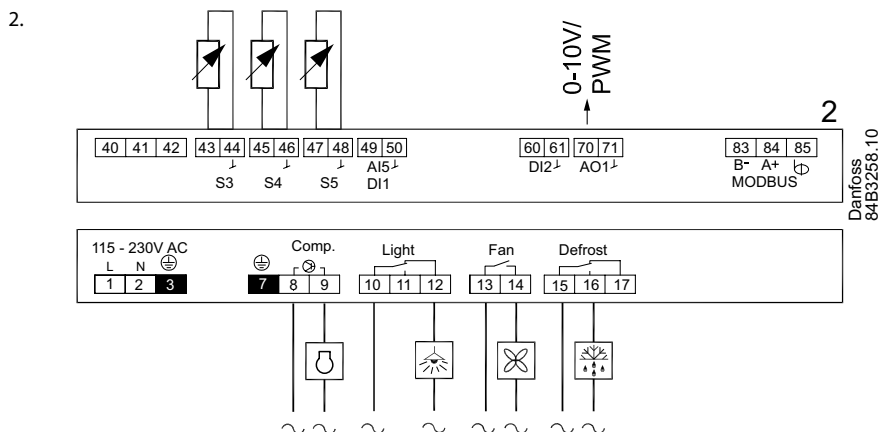 2.
0-10V/
PWM
2
40 41 42 43 44 45 46 47 48 49 50 60 61 70 71 83 84 85
S3 S4 S5 AI5 DI2 AO1 B- A+
DI1 MODBUS
Danfoss
84B3258.10
115 - 230V AC Comp. Light Fan Defrost
L N
1 2 3 7 8 9 10 11 12 13 14 15 16 17